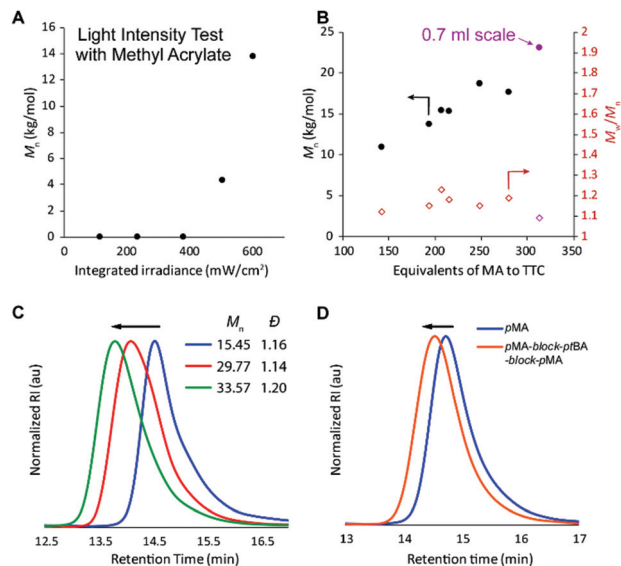 A
Light Intensity Test
with Methyl Acrylate
16
14
12
10
8
6
4
2
0
0 200 400 600 800
Mn (kg/mol)
Integrated irradiance (mW/cm²)
B
0.7 ml scale
25
20
15
10
5
0
Mn (kg/mol)
2
1.9
1.8
1.7
1.6
1.5
1.4
1.3
1.2
1.1
1
Mw/Mn
100 150 200 250 300 350
Equivalents of MA to TTC
C
Mn Đ
15.45 1.16
29.77 1.14
33.57 1.20
Normalized RI (au)
12.5 13.5 14.5 15.5 16.5
Retention Time (min)
D
pMA
pMA-block-ptBA
-block-pMA
Normalized RI (au)
13 14 15 16 17
Retention time (min)